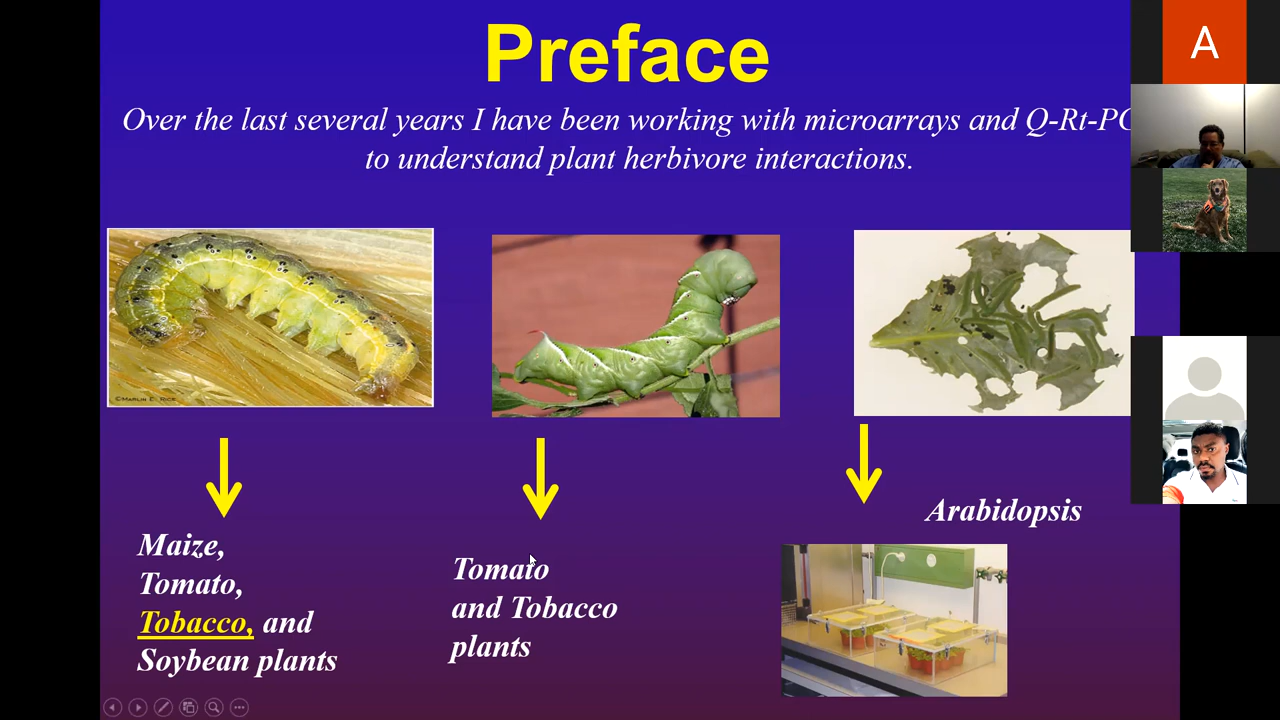 Preface
Over the last several years I have been working with microarrays and Q-Rt-PC
to understand plant herbivore interactions.
©MARLIN E. RICE
Maize,
Tomato,
Tobacco, and
Soybean plants
Tomato
and Tobacco
plants
Arabidopsis
A